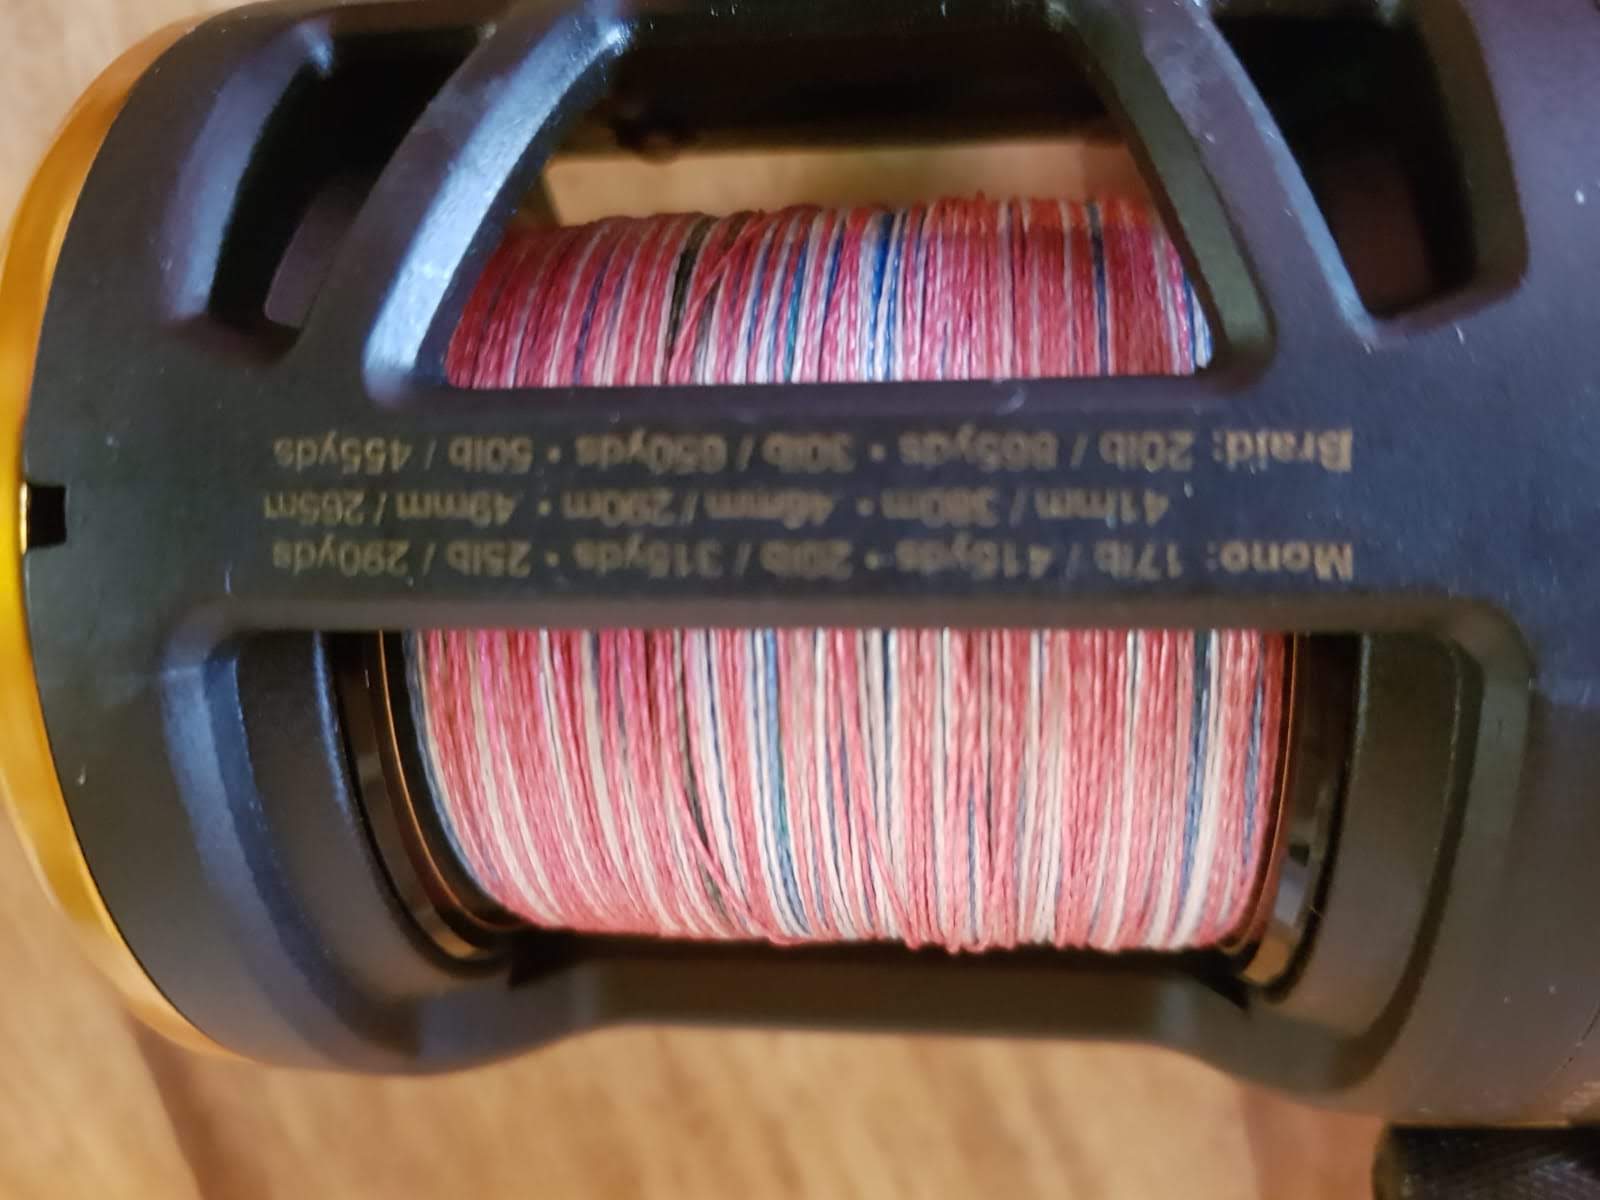 Mono: 17lb / 415yds • 20lb / 315yds • 25lb / 290yds
.41mm / 380m • .46mm / 290m • .49mm / 265m
Braid: 20lb / 865yds • 30lb / 650yds • 50lb / 455yds